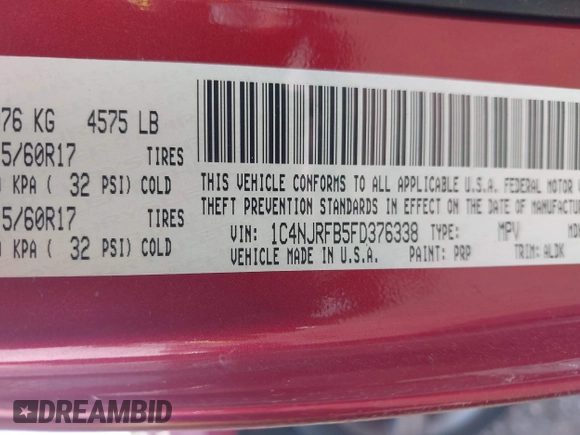 76 KG 4575 LB
5/60R17 TIRES
KPA ( 32 PSI) COLD
5/60R17 TIRES
KPA ( 32 PSI) COLD
THIS VEHICLE CONFORMS TO ALL APPLICABLE U.S.A. FEDERAL MOTOR
THEFT PREVENTION STANDARDS IN EFFECT ON THE DATE OF MANUFACTUR
VIN: 1C4NJRFB5FD376338 TYPE: MPV MD
VEHICLE MADE IN U.S.A. PAINT: PRP TRIM: ALDK
DREAMBID